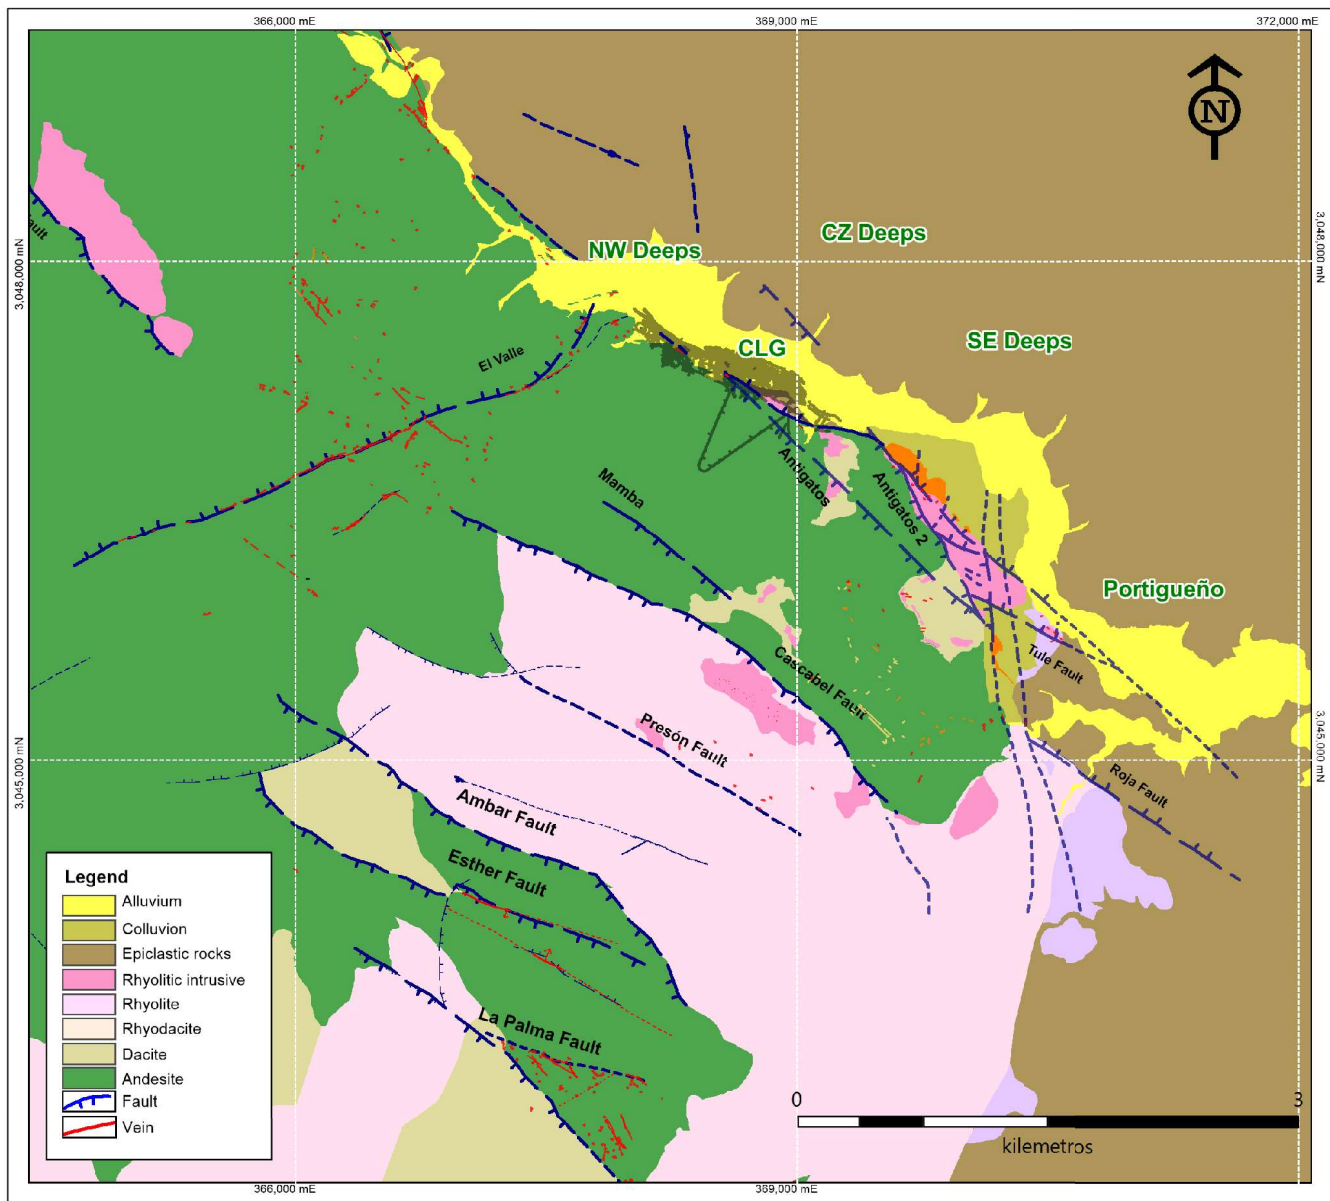 366,000 mE
369,000 mE
372,000 mE
N
3,048,000 mN
3,048,000 mN
CZ Deeps
NW Deeps
SE Deeps
CLG
El Valle
Mamba
Antigatos
Antigatos 2
Portigueño
Cascabel Fault
Tule Fault
Presón Fault
3,045,000 mN
3,045,000 mN
Roja Fault
Ambar Fault
Esther Fault
La Palma Fault
Legend
Alluvium
Colluvion
Epiclastic rocks
Rhyolitic intrusive
Rhyolite
Rhyodacite
Dacite
Andesite
Fault
Vein
0
3
kilemetros
366,000 mE
369,000 mE